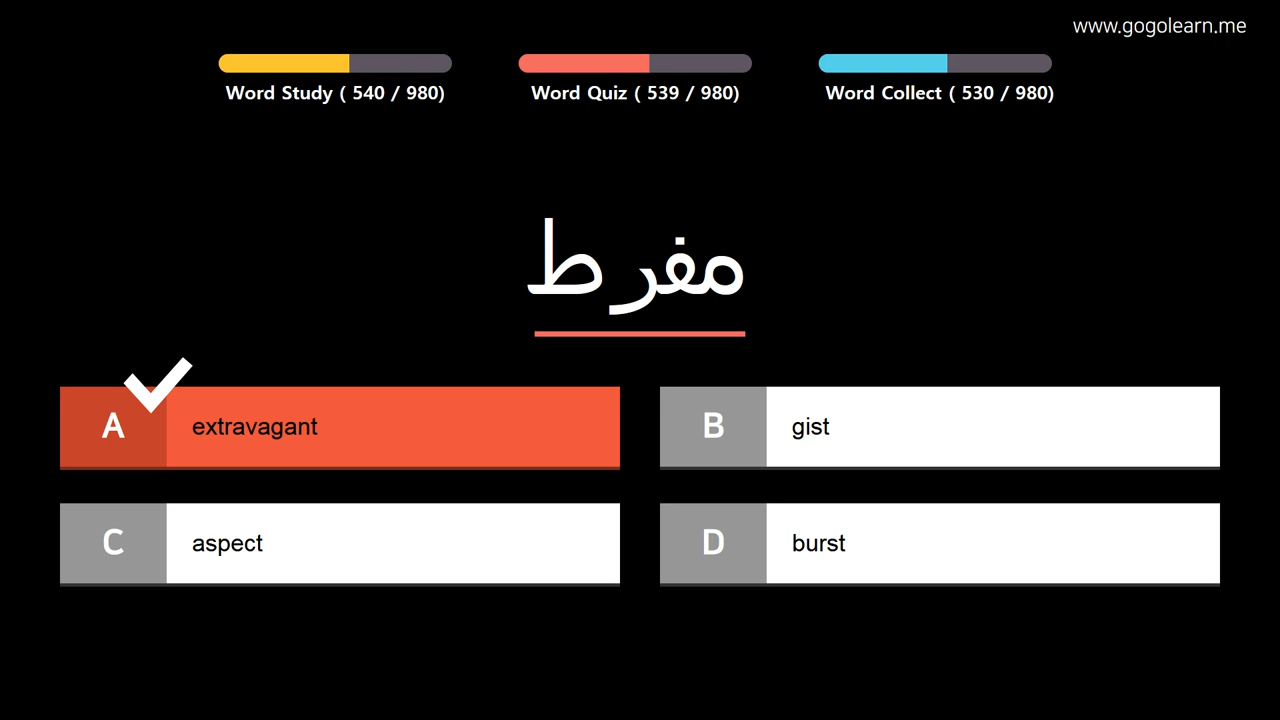 www.gogolearn.me
Word Study ( 540 / 980)
Word Quiz ( 539 / 980)
Word Collect ( 530 / 980)
مفرط
A extravagant
B gist
C aspect
D burst